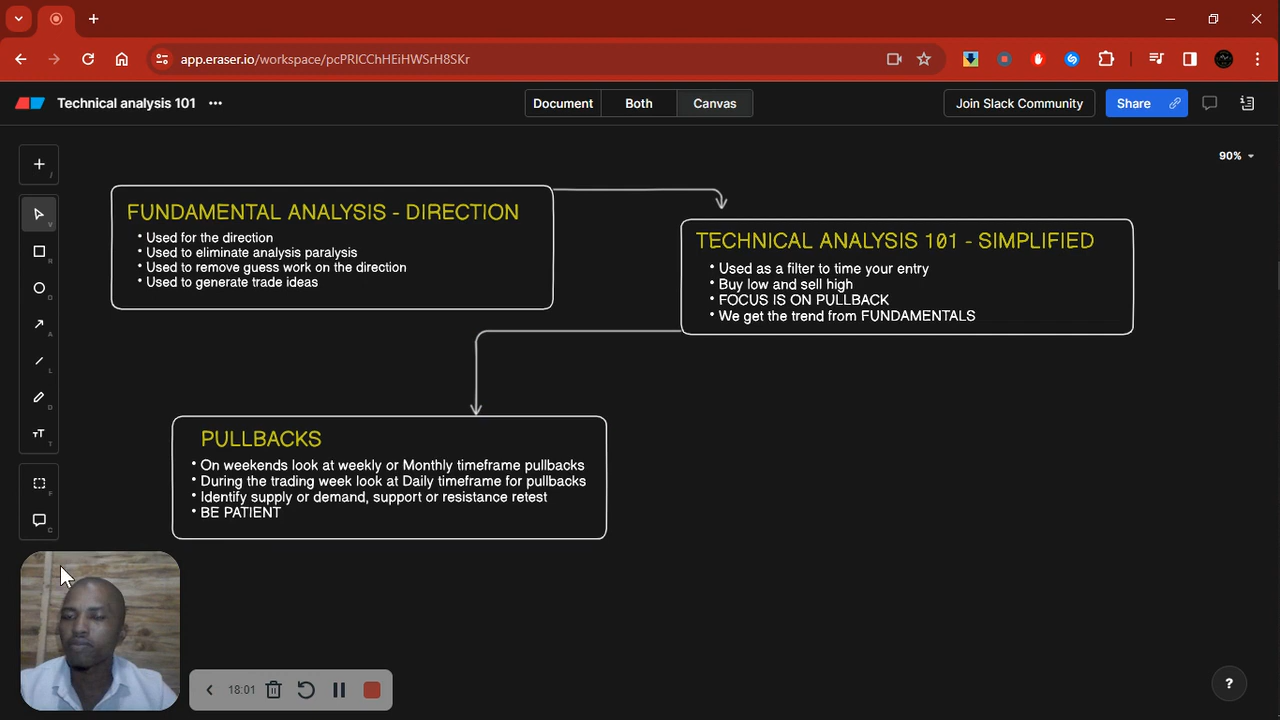 app.eraser.io/workspace/pcPRlCChHEiHWSrH8SKr
Technical analysis 101
Document
Both
Canvas
Join Slack Community
Share
90%
FUNDAMENTAL ANALYSIS - DIRECTION
• Used for the direction
• Used to eliminate analysis paralysis
• Used to remove guess work on the direction
• Used to generate trade ideas
TECHNICAL ANALYSIS 101 - SIMPLIFIED
• Used as a filter to time your entry
• Buy low and sell high
• FOCUS IS ON PULLBACK
• We get the trend from FUNDAMENTALS
PULLBACKS
• On weekends look at weekly or Monthly timeframe pullbacks
• During the trading week look at Daily timeframe for pullbacks
• Identify supply or demand, support or resistance retest
• BE PATIENT
18:01
?